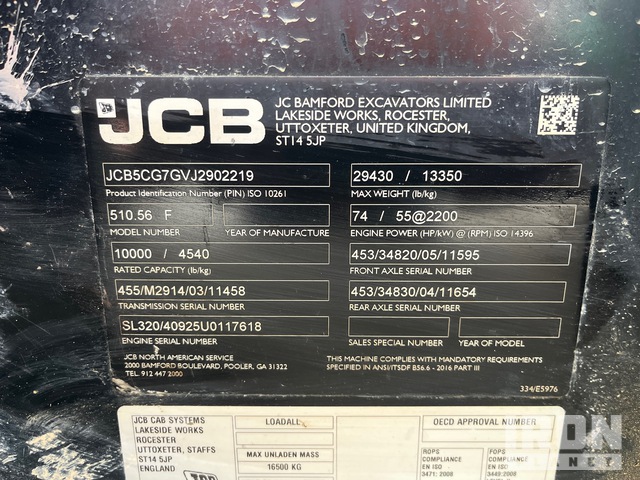 JCB
JC BAMFORD EXCAVATORS LIMITED
LAKESIDE WORKS, ROCESTER,
UTTOXETER, UNITED KINGDOM,
ST14 5JP
JCB5CG7GVJ2902219
Product Identification Number (PIN) ISO 10261
29430 / 13350
MAX WEIGHT (lb/kg)
510.56 F
MODEL NUMBER
YEAR OF MANUFACTURE
74 / 55@2200
ENGINE POWER (HP/kW) @ (RPM) ISO 14396
10000 / 4540
RATED CAPACITY (lb/kg)
453/34820/05/11595
FRONT AXLE SERIAL NUMBER
455/M2914/03/11458
TRANSMISSION SERIAL NUMBER
453/34830/04/11654
REAR AXLE SERIAL NUMBER
SL320/40925U0117618
ENGINE SERIAL NUMBER
SALES SPECIAL NUMBER
YEAR OF MODEL
JCB NORTH AMERICAN SERVICE
2000 BAMFORD BOULEVARD, POOLER, GA 31322
TEL. 912 447 2000
THIS MACHINE COMPLIES WITH MANDATORY REQUIREMENTS
SPECIFIED IN ANSI/ITSDF B56.6 - 2016 PART III
334/E5976
JCB CAB SYSTEMS
LAKESIDE WORKS
ROCESTER
UTTOXETER, STAFFS
ST14 5JP
ENGLAND
JCB
LOADALL
MAX UNLADEN MASS
16500 KG
OECD APPROVAL NUMBER
ROPS
COMPLIANCE
EN ISO
3471: 2008
FOPS
COMPLIANCE
EN ISO
3449:2008
IRON
PLANET